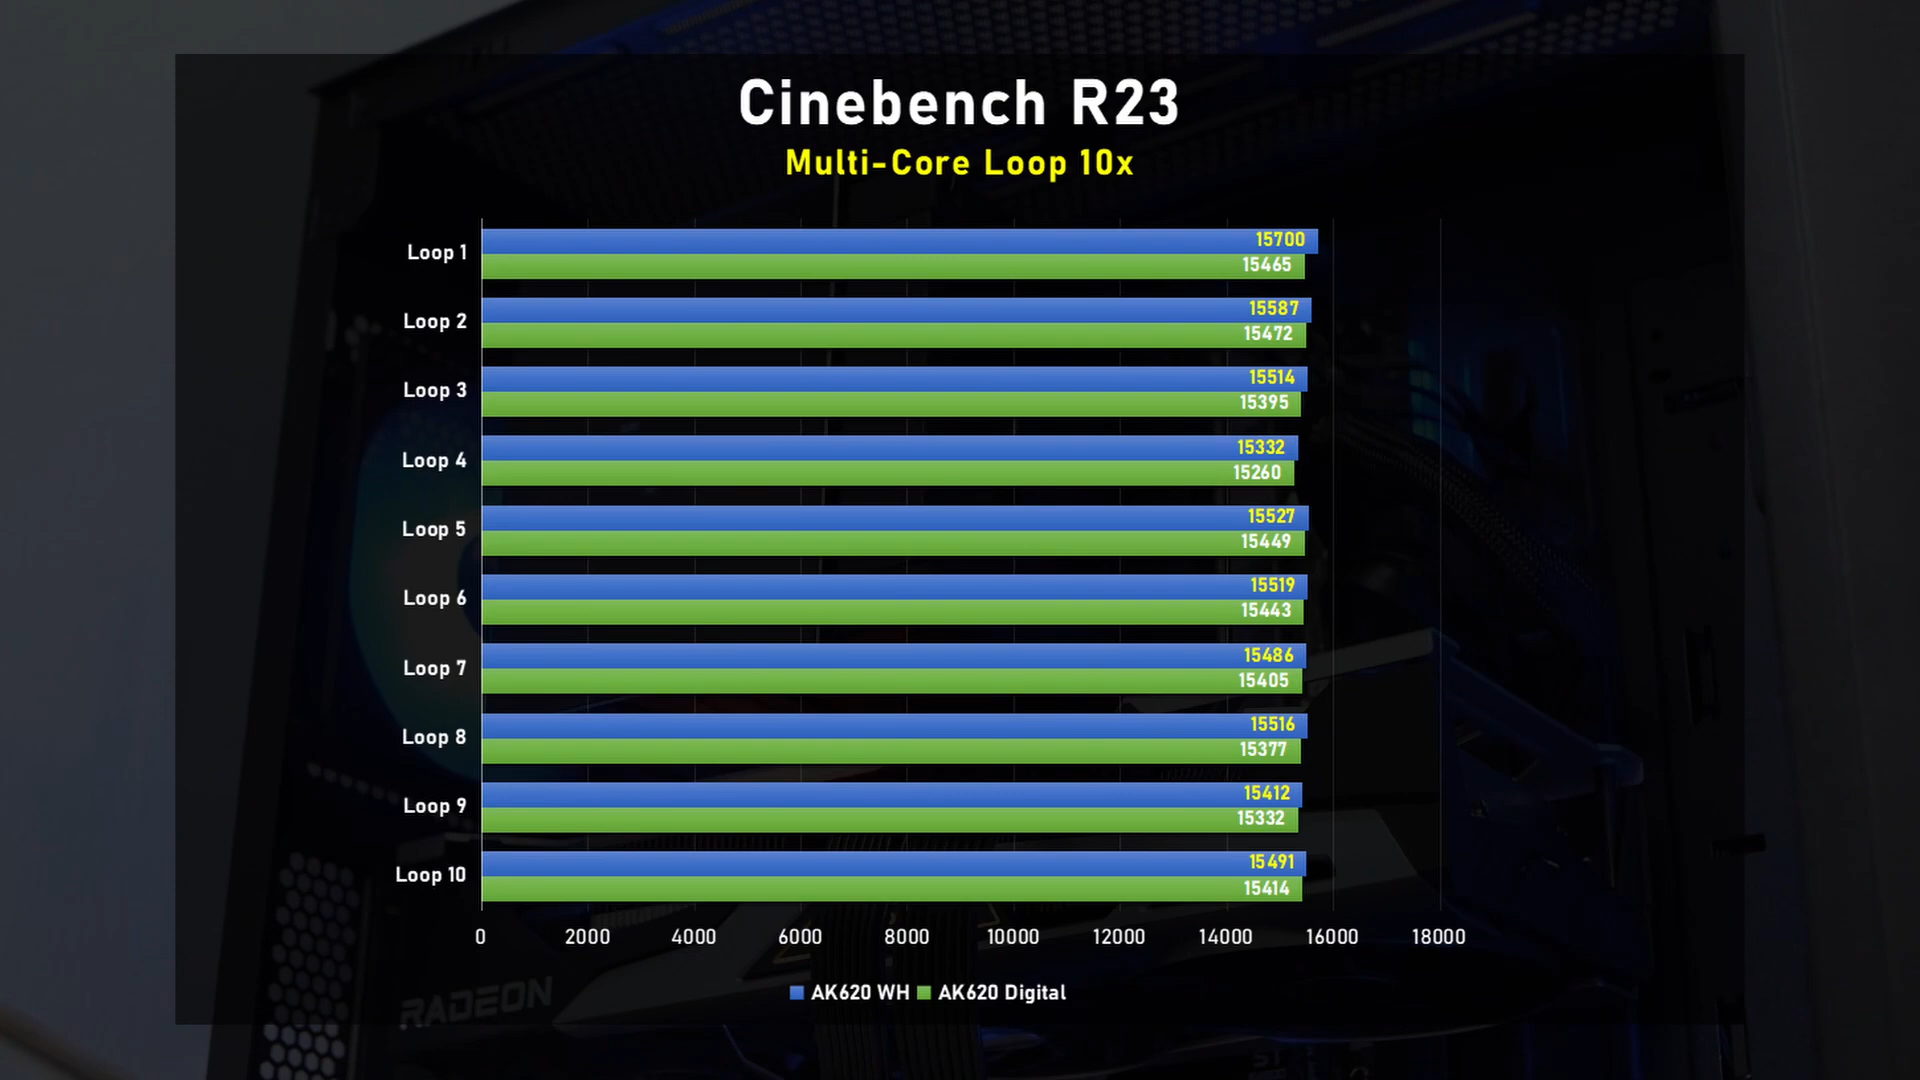 Cinebench R23
Multi-Core Loop 10x
Loop 1
15700
15465
Loop 2
15587
15472
Loop 3
15514
15395
Loop 4
15332
15260
Loop 5
15527
15449
Loop 6
15519
15443
Loop 7
15486
15405
Loop 8
15516
15377
Loop 9
15412
15332
Loop 10
15491
15414
0 2000 4000 6000 8000 10000 12000 14000 16000 18000
AK620 WH AK620 Digital
RADEON